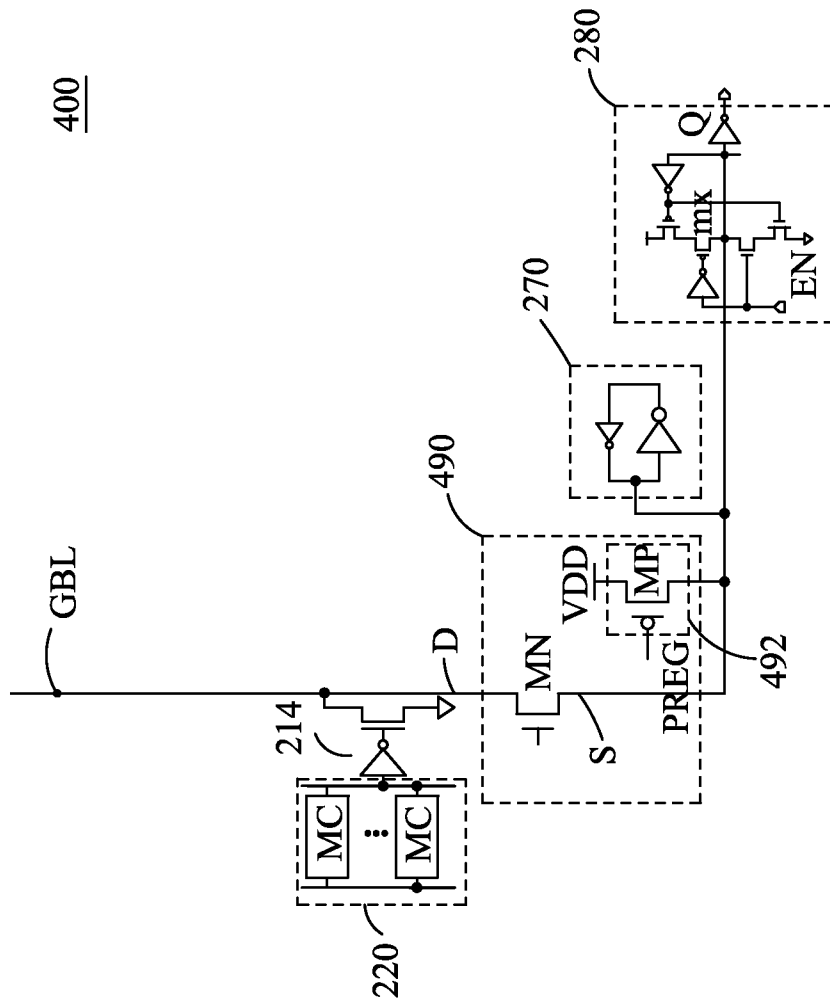 400
280
Q
mx
EN
270
490
GBL
VDD
MP
D
MN
PREG
492
214
S
MC
•••
MC
220